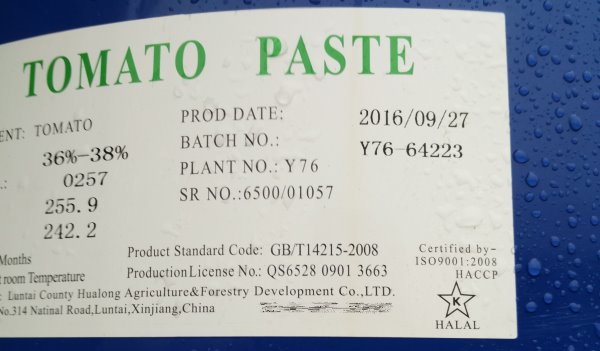 TOMATO PASTE
ENT: TOMATO
36%-38%
.: 0257
255.9
242.2
PROD DATE: 2016/09/27
BATCH NO.: Y76-64223
PLANT NO.: Y76
SR NO.:6500/01057
Months
t room Temperature
Product Standard Code: GB/T14215-2008
Production License No.: QS6528 0901 3663
: Luntai County Hualong Agriculture&Forestry Development Co.,LTD.
No.314 Natinal Road,Luntai,Xinjiang,China
Certified by-
ISO9001:2008
HACCP
K
HALAL